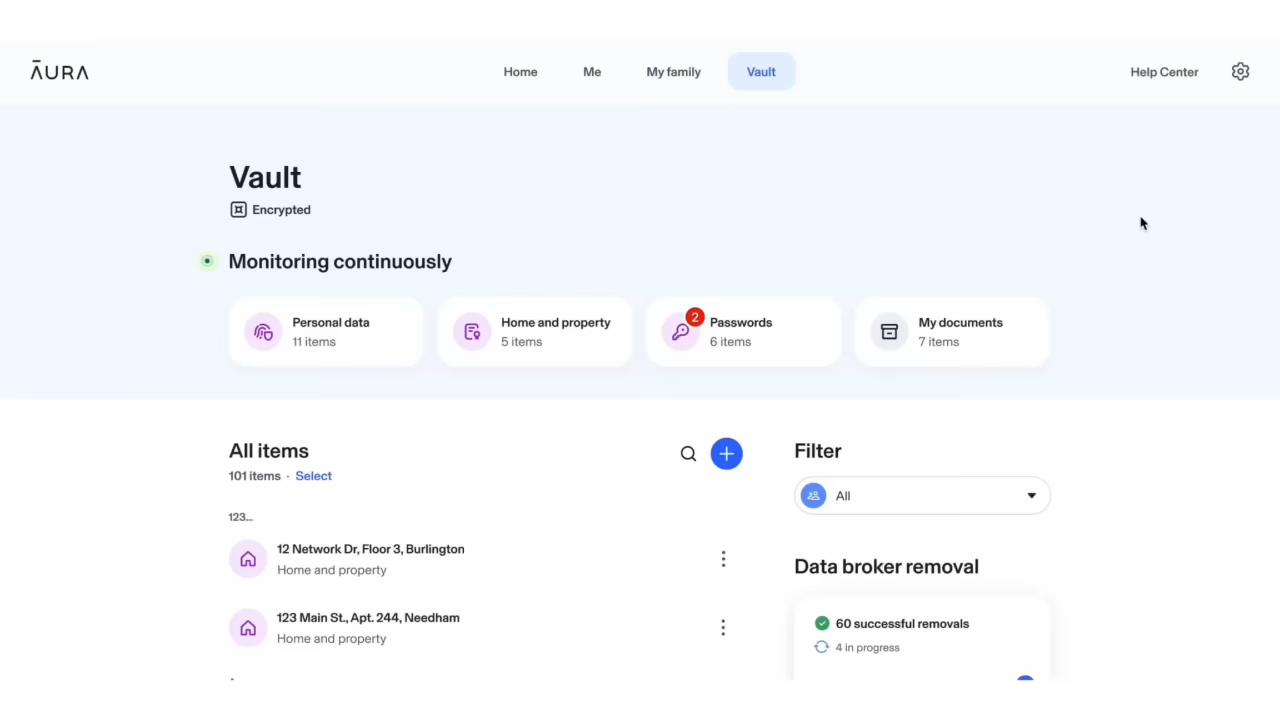 ĀURA
Home
Me
My family
Vault
Help Center
Vault
Encrypted
Monitoring continuously
Personal data
11 items
Home and property
5 items
2
Passwords
6 items
My documents
7 items
All items
101 items · Select
Filter
All
123...
12 Network Dr, Floor 3, Burlington
Home and property
Data broker removal
123 Main St., Apt. 244, Needham
Home and property
60 successful removals
4 in progress